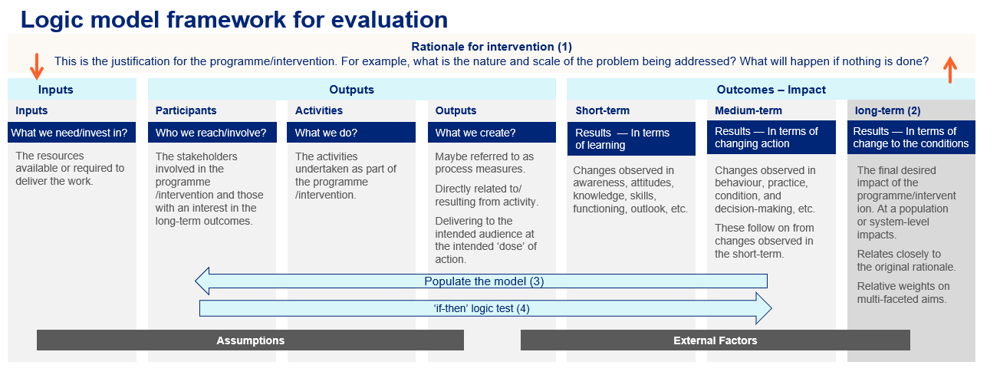 Logic model framework for evaluation
Rationale for intervention (1)
This is the justification for the programme/intervention. For example, what is the nature and scale of the problem being addressed? What will happen if nothing is done?
Inputs
Outputs
Outcomes – Impact
Inputs
What we need/invest in?
The resources
available or required to
deliver the work.
Participants
Who we reach/involve?
The stakeholders
involved in the
programme
/intervention and those
with an interest in the
long-term outcomes.
Activities
What we do?
The activities
undertaken as part of
the programme
/intervention.
Outputs
What we create?
Maybe referred to as
process measures.
Directly related to/
resulting from activity.
Delivering to the
intended audience at
the intended ‘dose’ of
action.
Short-term
Results — In terms
of learning
Changes observed in
awareness, attitudes,
knowledge, skills,
functioning, outlook, etc.
Medium-term
Results — In terms of
changing action
Changes observed in
behaviour, practice,
condition, and
decision-making, etc.
These follow on from
changes observed in
the short-term.
long-term (2)
Results — In terms of
change to the conditions
The final desired
impact of the
programme/intervent
ion. At a population
or system-level
impacts.
Relates closely to
the original rationale.
Relative weights on
multi-faceted aims.
Populate the model (3)
‘if-then’ logic test (4)
Assumptions
External Factors